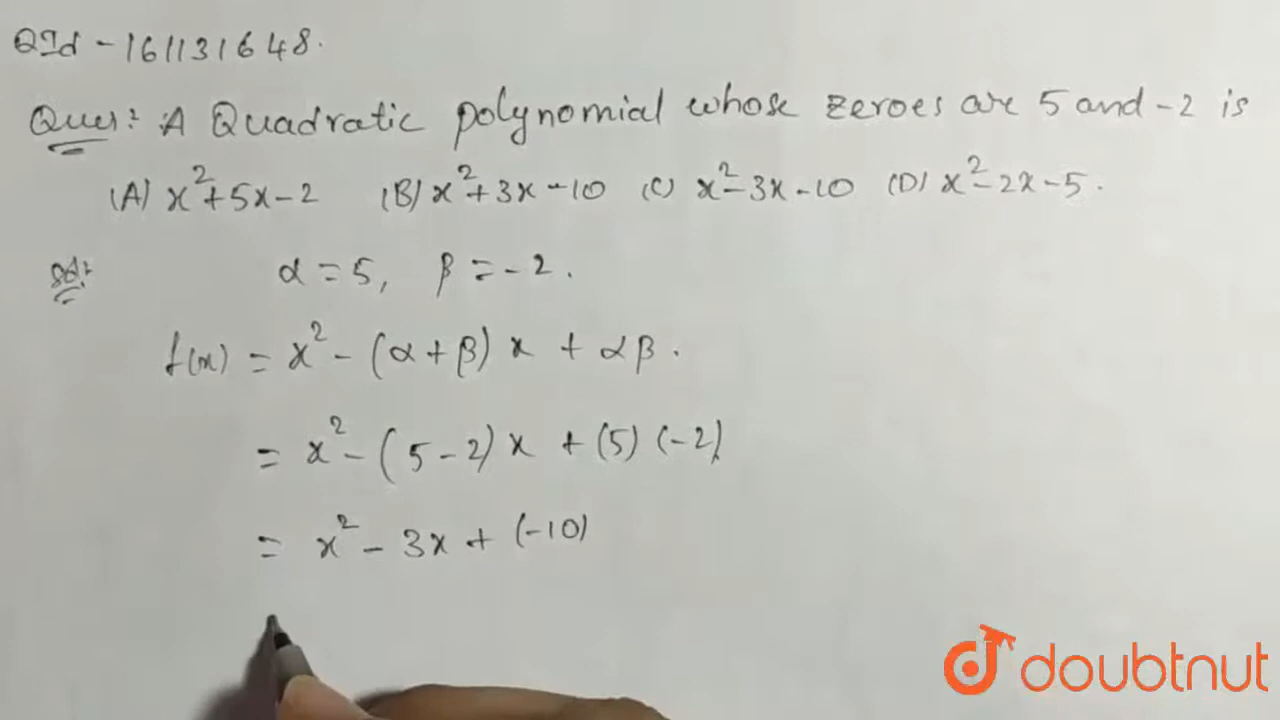 QId - 161131648.
Ques: A Quadratic polynomial whose zeroes are 5 and -2 is
(A) x²+5x-2 (B) x²+3x-10 (C) x²-3x-10 (D) x²-2x-5.
Sol:
α = 5, β = -2.
f(x) = x² - (α+β) x + αβ.
= x² - (5-2) x + (5) (-2)
= x² - 3x + (-10)
doubtnut